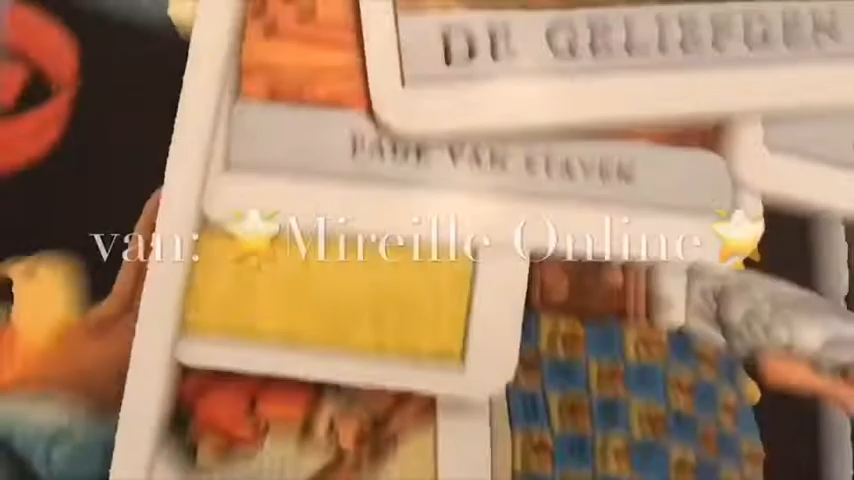 DE GELIEFDEN
PAGE VAN STAVEN
van: 🌟Mireille Online🌟